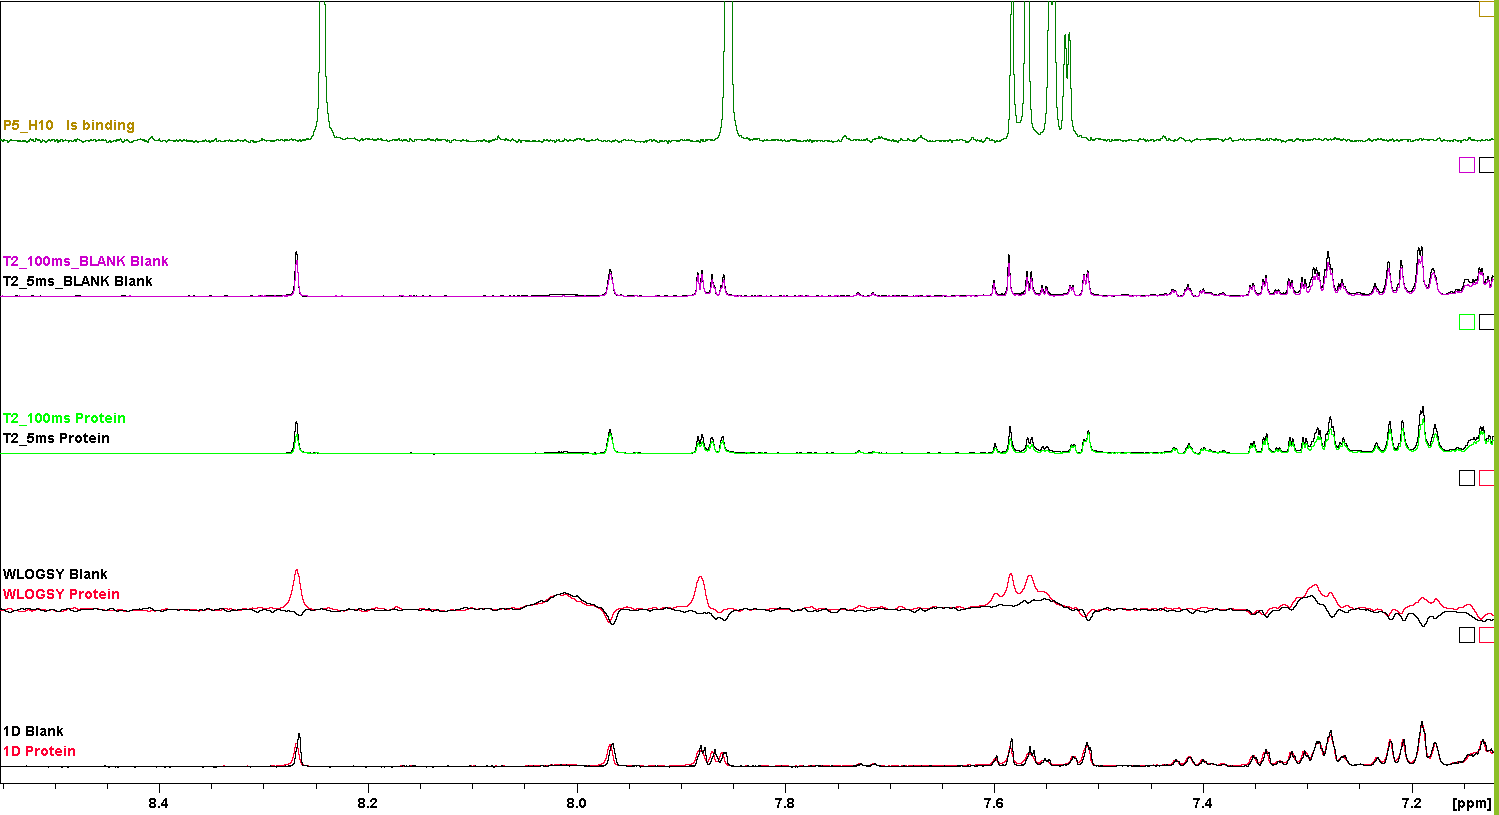 P5_H10 Is binding
T2_100ms_BLANK Blank
T2_5ms_BLANK Blank
T2_100ms Protein
T2_5ms Protein
WLOGSY Blank
WLOGSY Protein
1D Blank
1D Protein
8.4 8.2 8.0 7.8 7.6 7.4 7.2 [ppm]